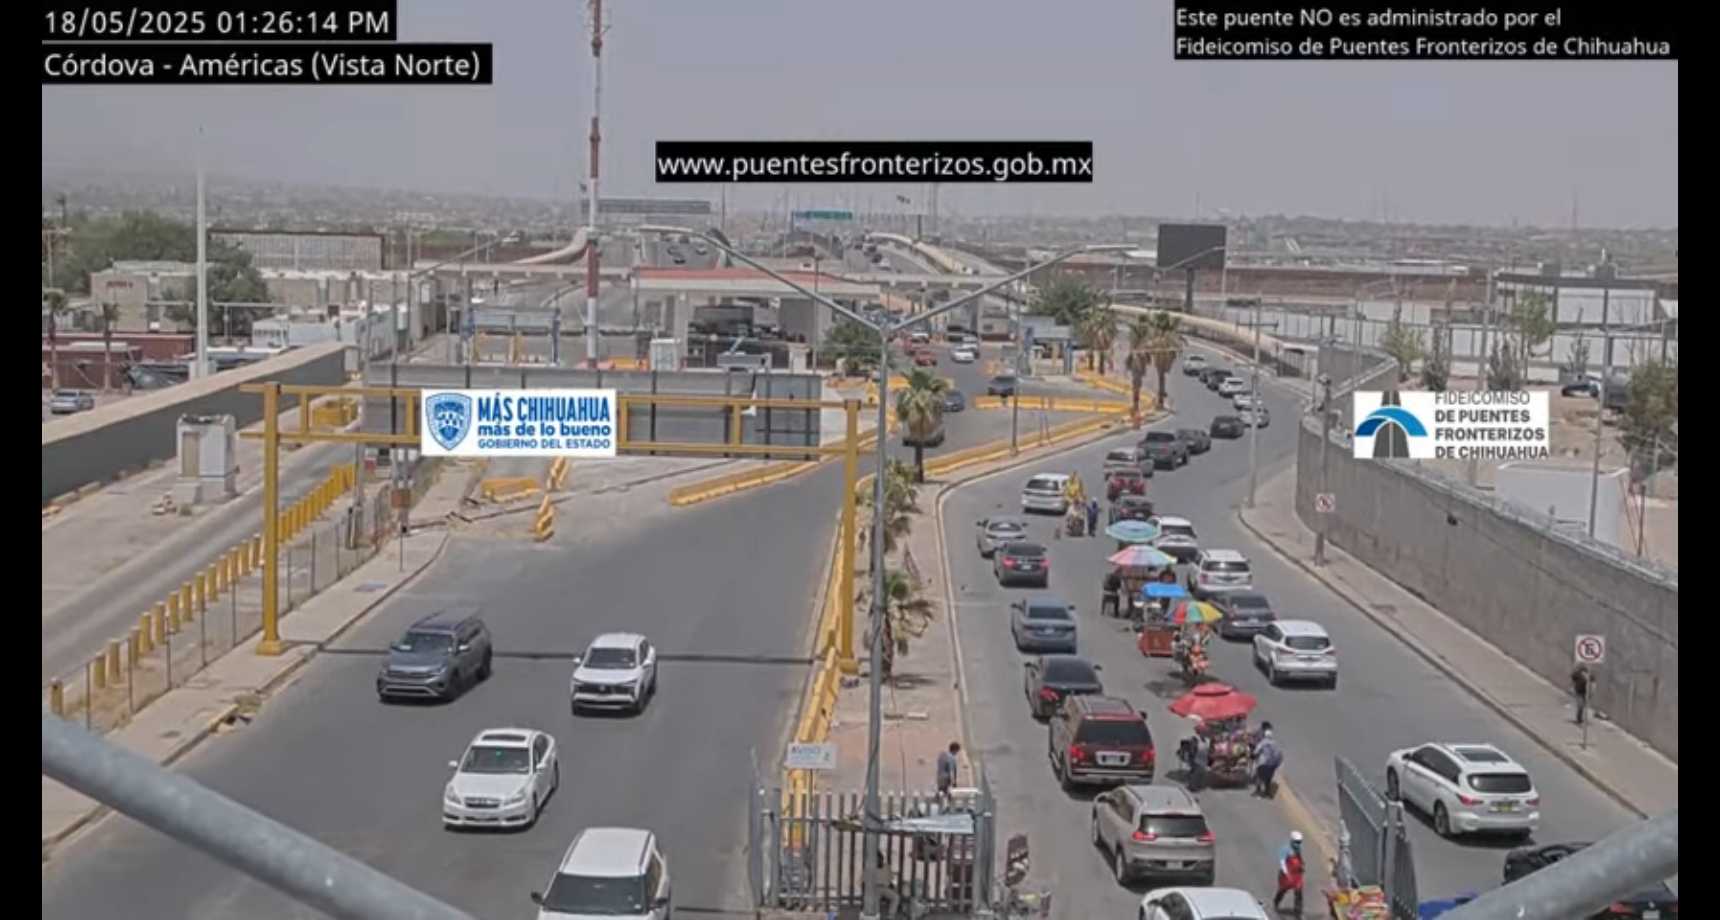 18/05/2025 01:26:14 PM
Córdova - Américas (Vista Norte)
Este puente NO es administrado por el
Fideicomiso de Puentes Fronterizos de Chihuahua
www.puentesfronterizos.gob.mx
MÁS CHIHUAHUA
más de lo bueno
GOBIERNO DEL ESTADO
FIDEICOMISO
DE PUENTES
FRONTERIZOS
DE CHIHUAHUA
AVISO
E